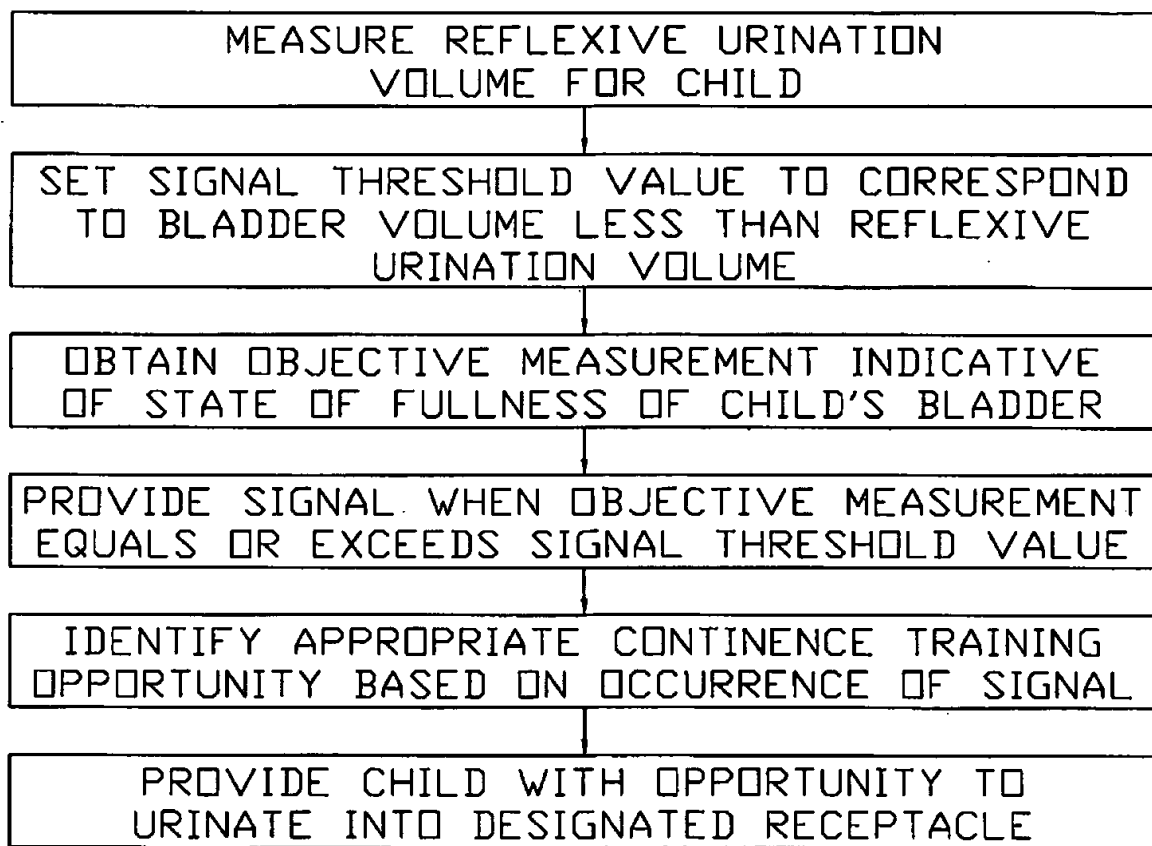 MEASURE REFLEXIVE URINATION
VOLUME FOR CHILD
SET SIGNAL THRESHOLD VALUE TO CORRESPOND
TO BLADDER VOLUME LESS THAN REFLEXIVE
URINATION VOLUME
OBTAIN OBJECTIVE MEASUREMENT INDICATIVE
OF STATE OF FULLNESS OF CHILD'S BLADDER
PROVIDE SIGNAL WHEN OBJECTIVE MEASUREMENT
EQUALS OR EXCEEDS SIGNAL THRESHOLD VALUE
IDENTIFY APPROPRIATE CONTINENCE TRAINING
OPPORTUNITY BASED ON OCCURRENCE OF SIGNAL
PROVIDE CHILD WITH OPPORTUNITY TO
URINATE INTO DESIGNATED RECEPTACLE